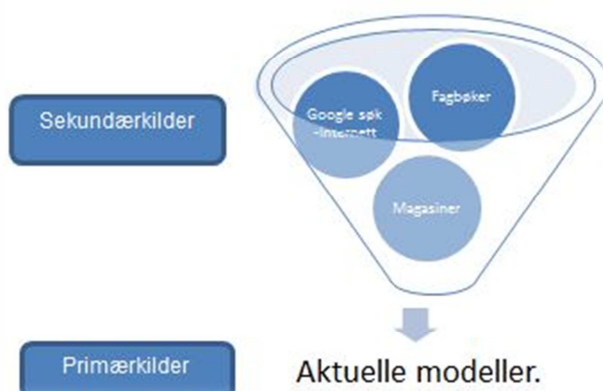 Sekundærkilder
Google søk
-Internett
Fagbøker
Magasiner
Primærkilder
Aktuelle modeller.